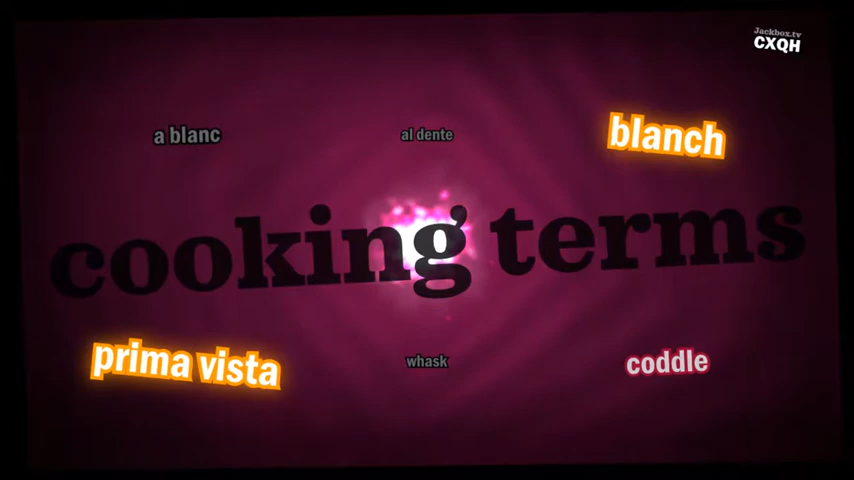 Jackbox.tv
CXQH
a blanc
al dente
blanch
cooking terms
prima vista
whask
coddle